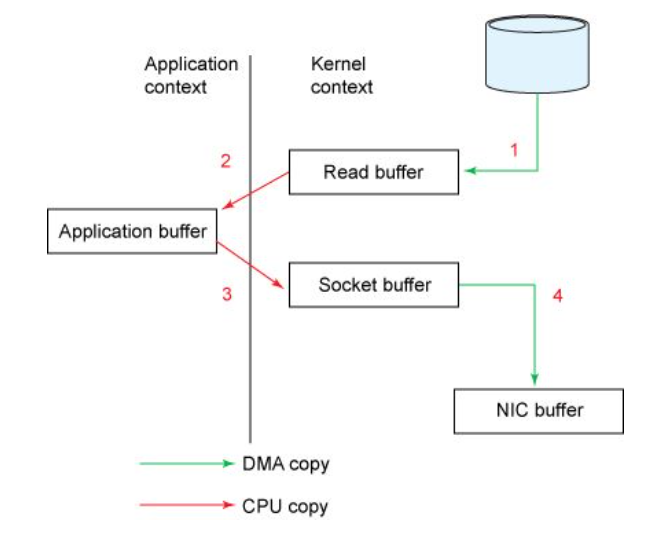 Application
context
Kernel
context
1
2
Read buffer
Application buffer
3
Socket buffer
4
NIC buffer
DMA copy
CPU copy